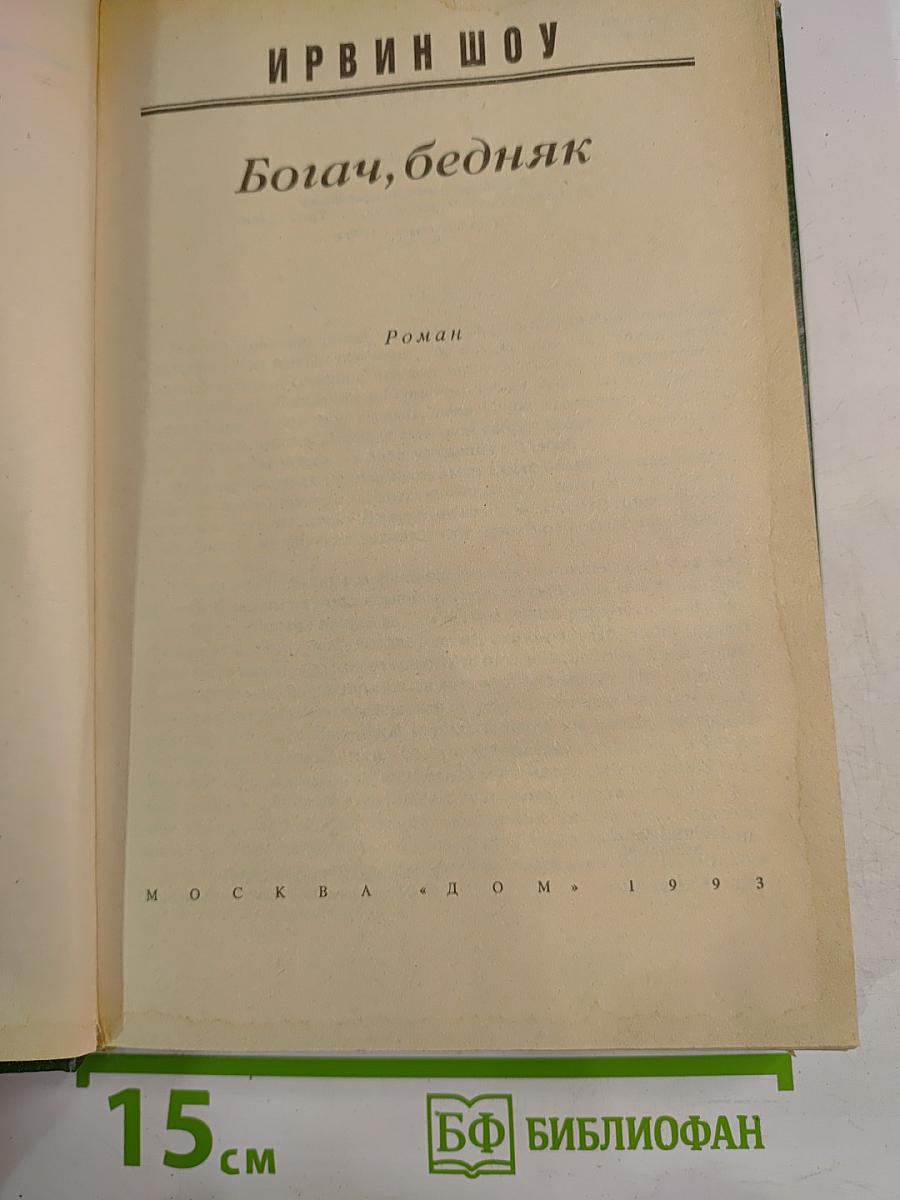 ИРВИН ШОУ
Богач, бедняк
Роман
МОСКВА «ДОМ» 1993
15 см
БФ БИБЛИОФАН